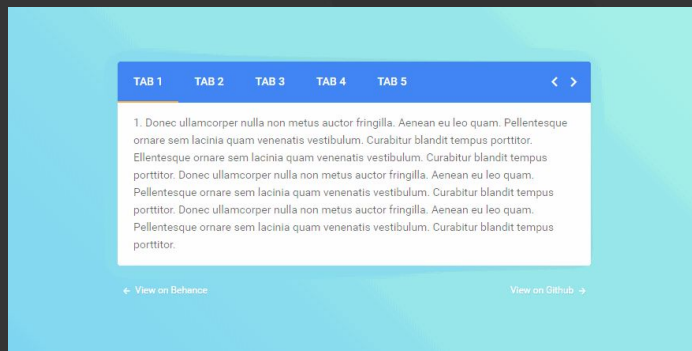 TAB 1 TAB 2 TAB 3 TAB 4 TAB 5
1. Donec ullamcorper nulla non metus auctor fringilla. Aenean eu leo quam. Pellentesque
ornare sem lacinia quam venenatis vestibulum. Curabitur blandit tempus porttitor.
Ellentesque ornare sem lacinia quam venenatis vestibulum. Curabitur blandit tempus
porttitor. Donec ullamcorper nulla non metus auctor fringilla. Aenean eu leo quam.
Pellentesque ornare sem lacinia quam venenatis vestibulum. Curabitur blandit tempus
porttitor. Donec ullamcorper nulla non metus auctor fringilla. Aenean eu leo quam.
Pellentesque ornare sem lacinia quam venenatis vestibulum. Curabitur blandit tempus
porttitor.
← View on Behance View on Github →